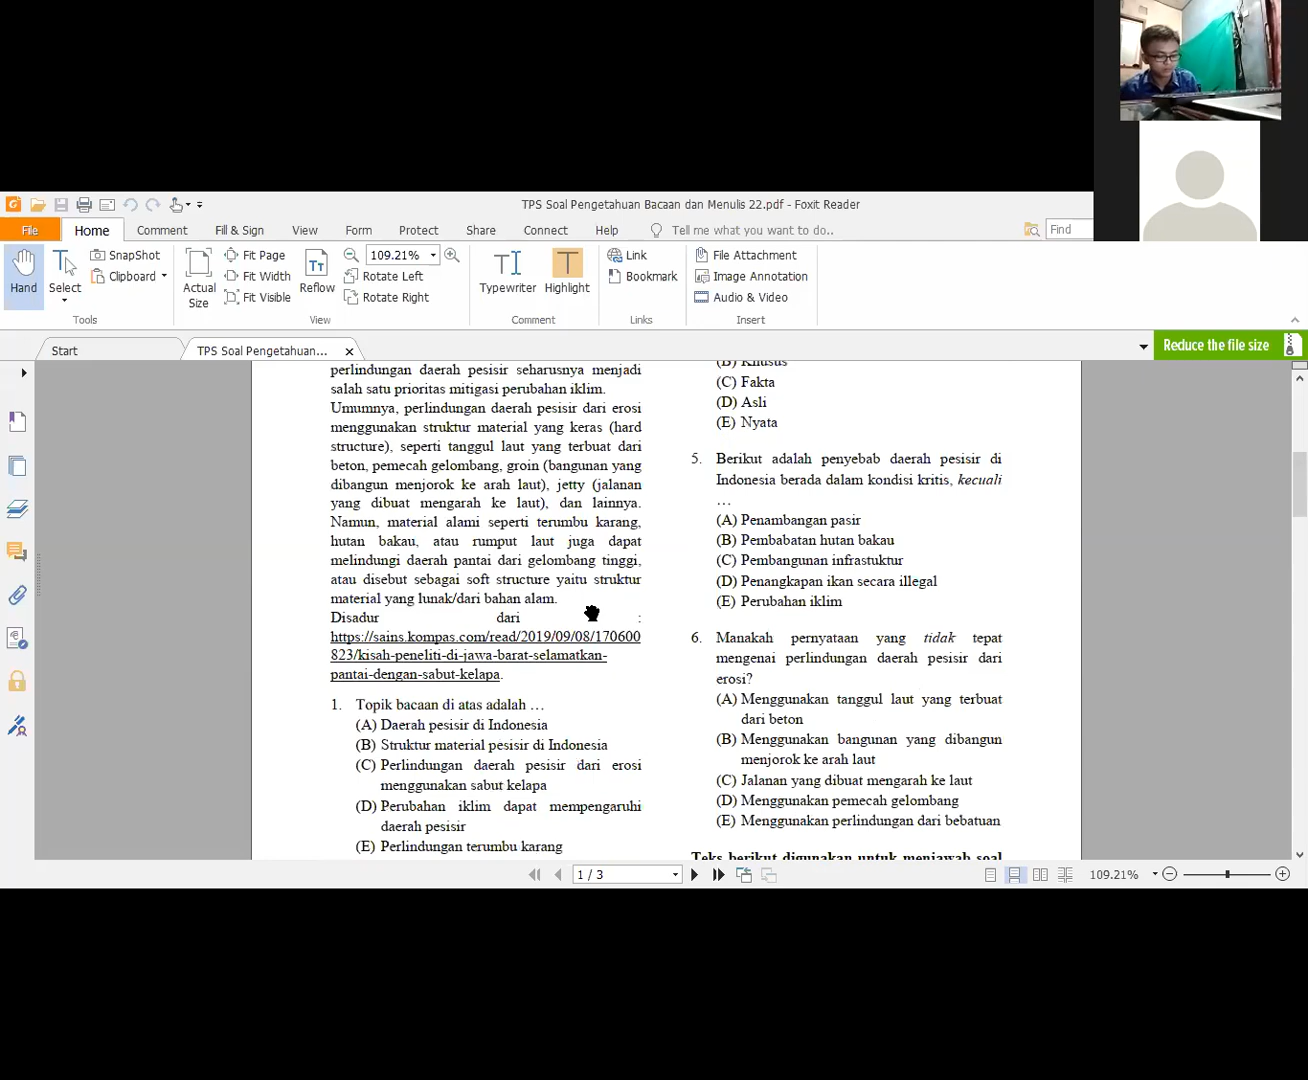 TPS Soal Pengetahuan Bacaan dan Menulis 22.pdf - Foxit Reader
File Home Comment Fill & Sign View Form Protect Share Connect Help Tell me what you want to do.. Find
Hand
Select
SnapShot
Clipboard
Tools
Actual Size
Fit Page
Fit Width
Fit Visible
Reflow
109.21%
Rotate Left
Rotate Right
View
Typewriter
Highlight
Comment
Link
Bookmark
Links
File Attachment
Image Annotation
Audio & Video
Insert
Start
TPS Soal Pengetahuan...
Reduce the file size
perlindungan daerah pesisir seharusnya menjadi
salah satu prioritas mitigasi perubahan iklim.
Umumnya, perlindungan daerah pesisir dari erosi
menggunakan struktur material yang keras (hard
structure), seperti tanggul laut yang terbuat dari
beton, pemecah gelombang, groin (bangunan yang
dibangun menjorok ke arah laut), jetty (jalanan
yang dibuat mengarah ke laut), dan lainnya.
Namun, material alami seperti terumbu karang,
hutan bakau, atau rumput laut juga dapat
melindungi daerah pantai dari gelombang tinggi,
atau disebut sebagai soft structure yaitu struktur
material yang lunak/dari bahan alam.
Disadur dari :
https://sains.kompas.com/read/2019/09/08/170600
823/kisah-peneliti-di-jawa-barat-selamatkan-
pantai-dengan-sabut-kelapa.
1. Topik bacaan di atas adalah …
(A) Daerah pesisir di Indonesia
(B) Struktur material pesisir di Indonesia
(C) Perlindungan daerah pesisir dari erosi
menggunakan sabut kelapa
(D) Perubahan iklim dapat mempengaruhi
daerah pesisir
(E) Perlindungan terumbu karang
(B) Khusus
(C) Fakta
(D) Asli
(E) Nyata
5. Berikut adalah penyebab daerah pesisir di
Indonesia berada dalam kondisi kritis, kecuali
…
(A) Penambangan pasir
(B) Pembabatan hutan bakau
(C) Pembangunan infrastuktur
(D) Penangkapan ikan secara illegal
(E) Perubahan iklim
6. Manakah pernyataan yang tidak tepat
mengenai perlindungan daerah pesisir dari
erosi?
(A) Menggunakan tanggul laut yang terbuat
dari beton
(B) Menggunakan bangunan yang dibangun
menjorok ke arah laut
(C) Jalanan yang dibuat mengarah ke laut
(D) Menggunakan pemecah gelombang
(E) Menggunakan perlindungan dari bebatuan
Teks berikut digunakan untuk menjawab soal
1 / 3
109.21%